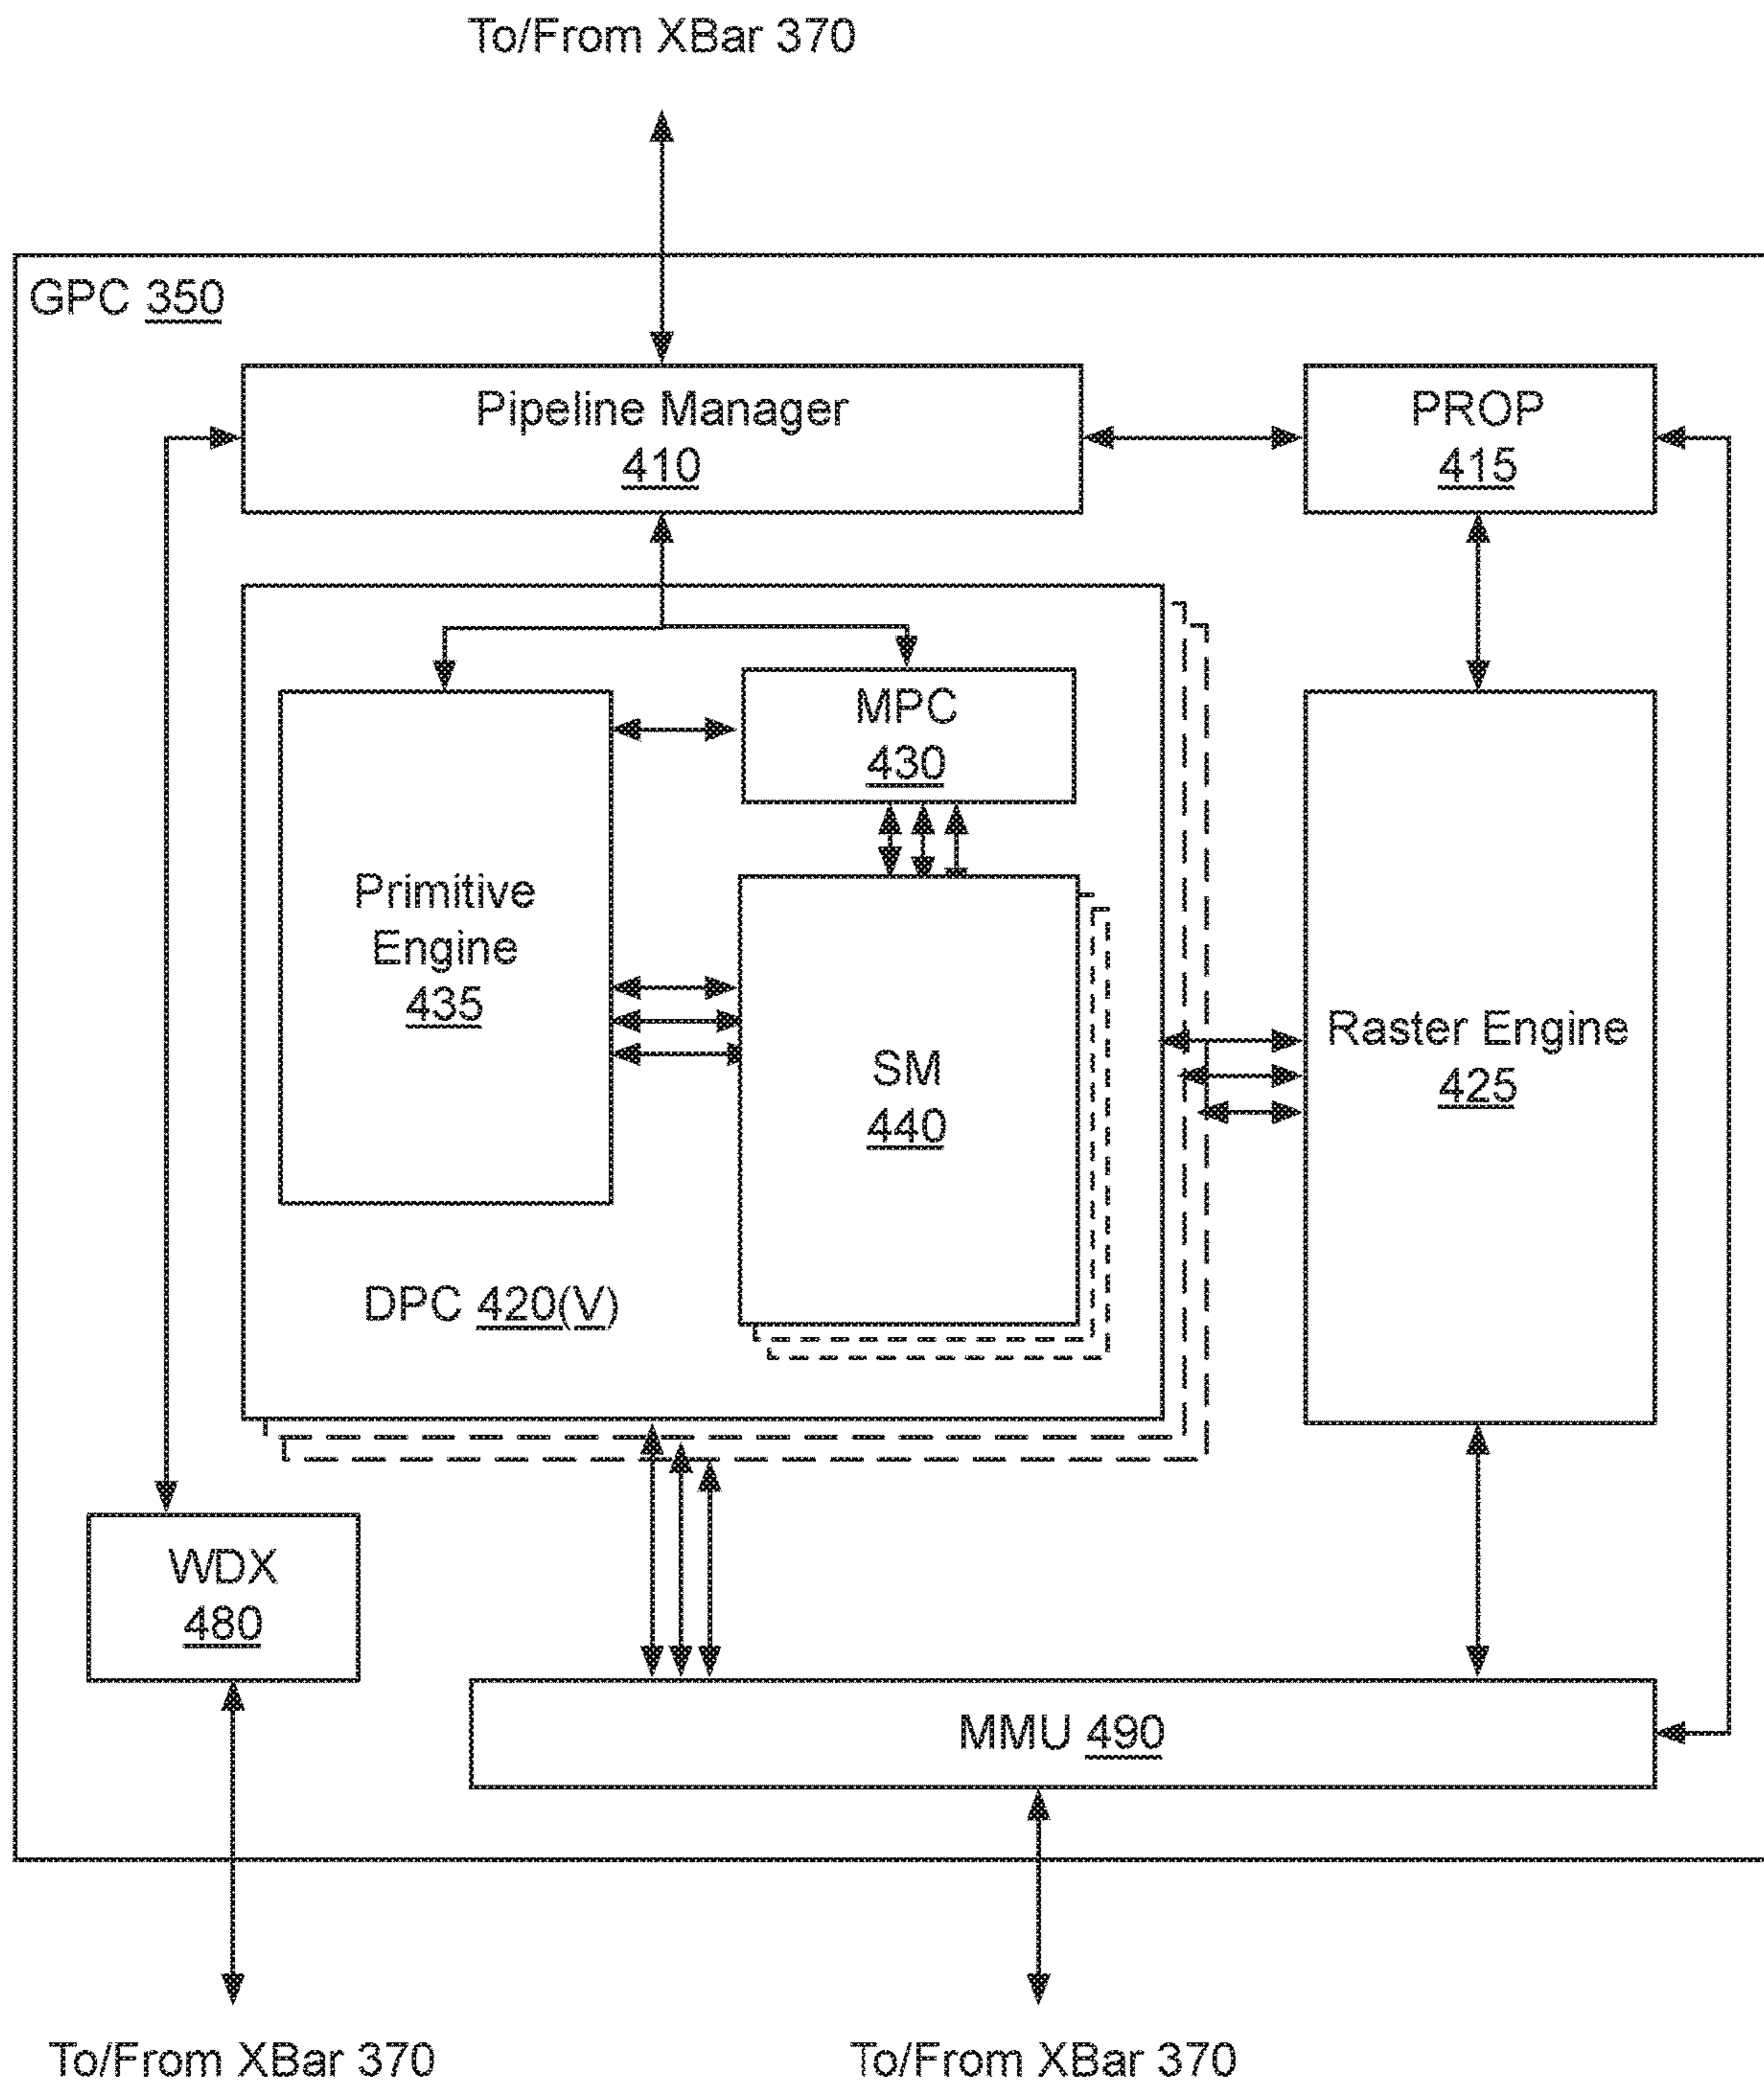 To/From XBar 370
GPC 350
Pipeline Manager
410
PROP
415
MPC
430
Primitive
Engine
435
SM
440
Raster Engine
425
DPC 420(V)
WDX
480
MMU 490
To/From XBar 370
To/From XBar 370